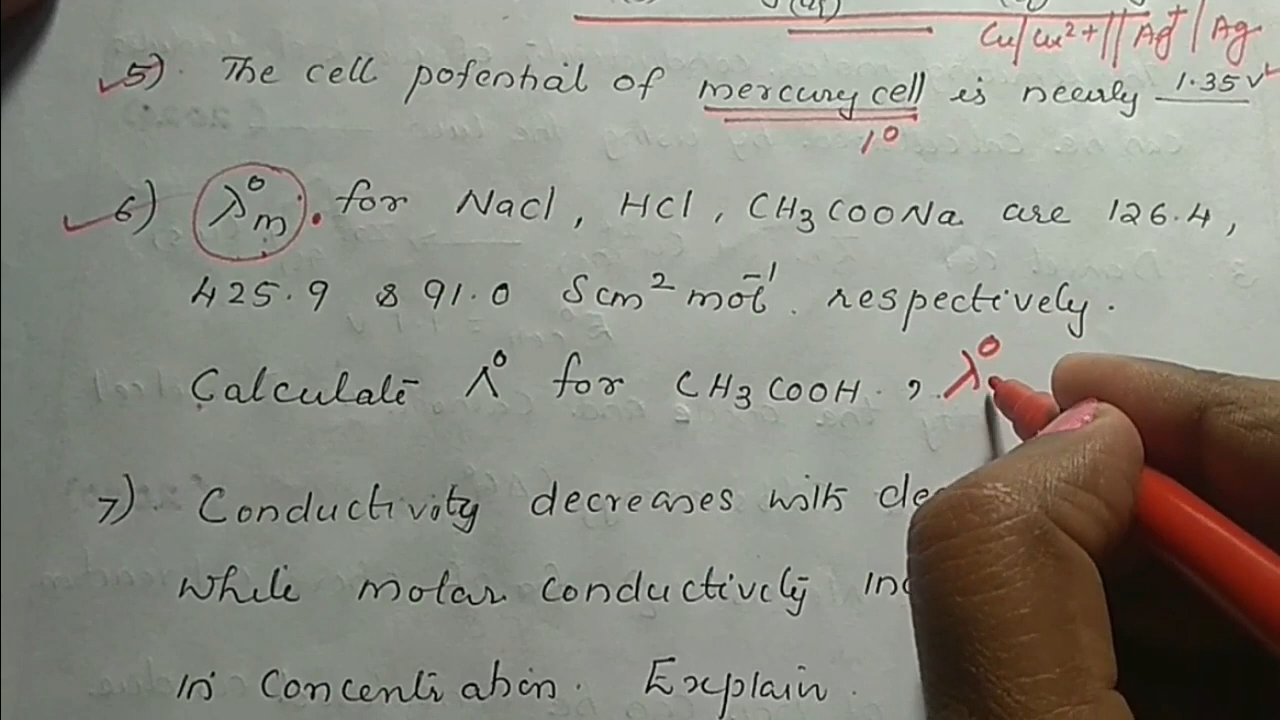 (aq)
Cu/Cu²⁺||Ag⁺/Ag
5) The cell potential of mercury cell is nearly 1.35V
1°
6) λ°m. for Nacl, HCl, CH₃COONa are 126.4,
425.9 & 91.0 Scm² mol⁻¹. respectively.
Calculate λ° for CH₃COOH. , λ°
7) Conductivity decreases with
while molar conductively
in concentration. Explain.